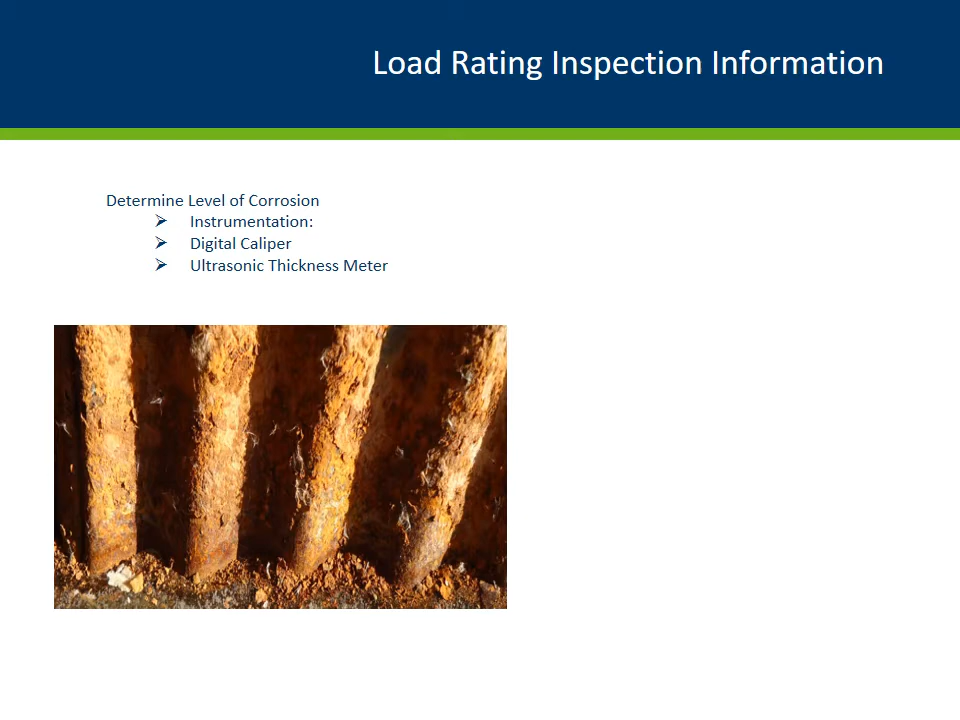 Load Rating Inspection Information
Determine Level of Corrosion
➢ Instrumentation:
➢ Digital Caliper
➢ Ultrasonic Thickness Meter